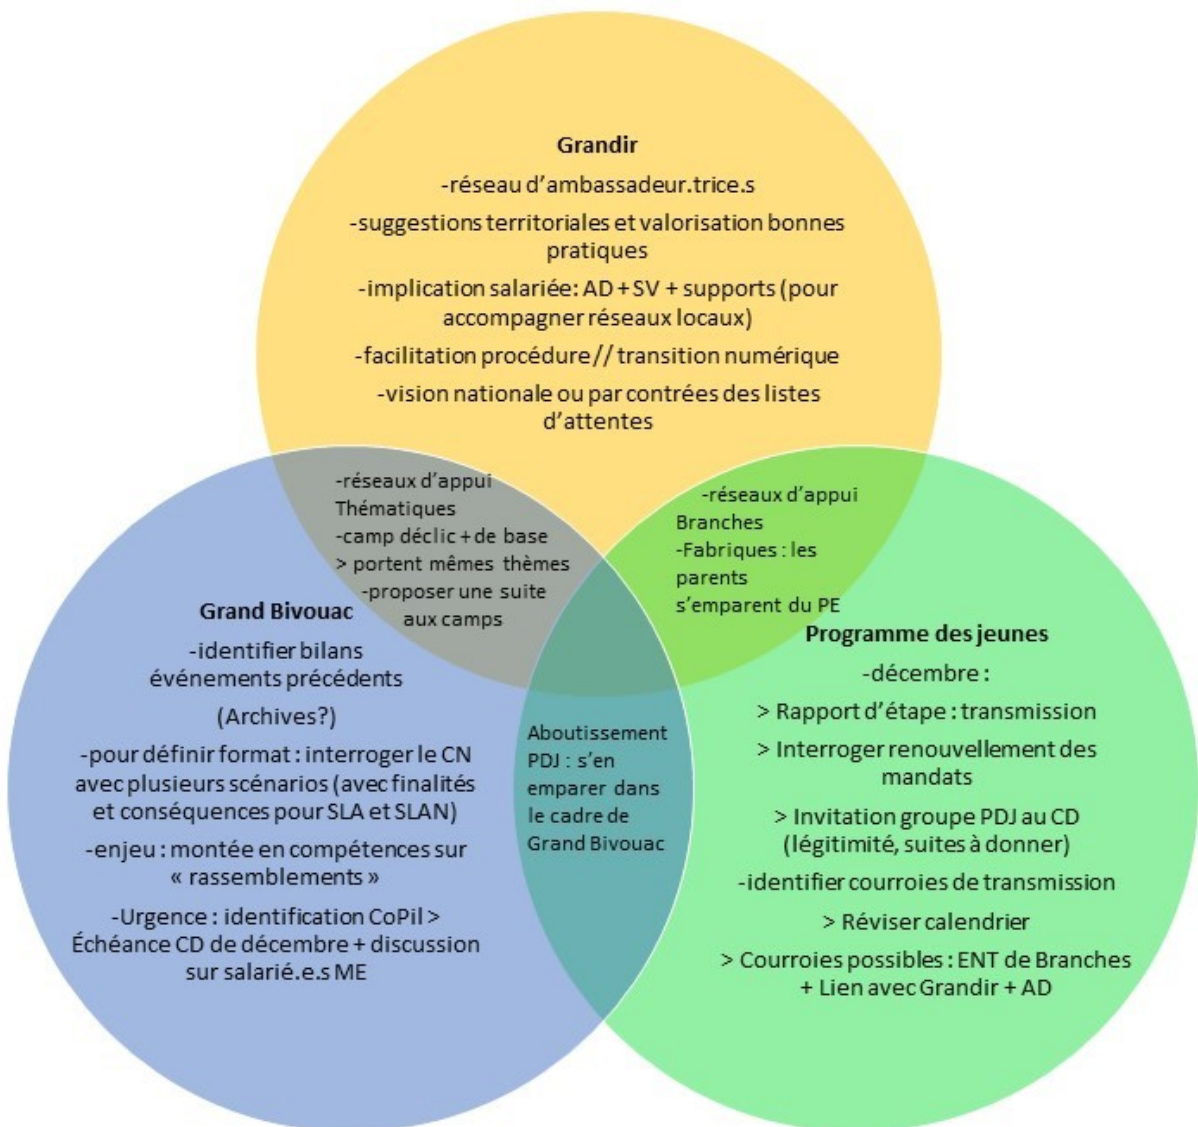 Grandir
-réseau d’ambassadeur.trice.s
-suggestions territoriales et valorisation bonnes
pratiques
-implication salariée: AD + SV + supports (pour
accompagner réseaux locaux)
-facilitation procédure // transition numérique
-vision nationale ou par contrées des listes
d’attentes
-réseaux d’appui
Thématiques
-camp déclic + de base
> portent mêmes thèmes
-proposer une suite
aux camps
-réseaux d’appui
Branches
-Fabriques : les
parents
s’emparent du PE
Grand Bivouac
-identifier bilans
événements précédents
(Archives?)
-pour définir format : interroger le CN
avec plusieurs scénarios (avec finalités
et conséquences pour SLA et SLAN)
-enjeu : montée en compétences sur
« rassemblements »
-Urgence : identification CoPil >
Échéance CD de décembre + discussion
sur salarié.e.s ME
Aboutissement
PDJ : s’en
emparer dans
le cadre de
Grand Bivouac
Programme des jeunes
-décembre :
> Rapport d’étape : transmission
> Interroger renouvellement des
mandats
> Invitation groupe PDJ au CD
(légitimité, suites à donner)
-identifier courroies de transmission
> Réviser calendrier
> Courroies possibles : ENT de Branches
+ Lien avec Grandir + AD